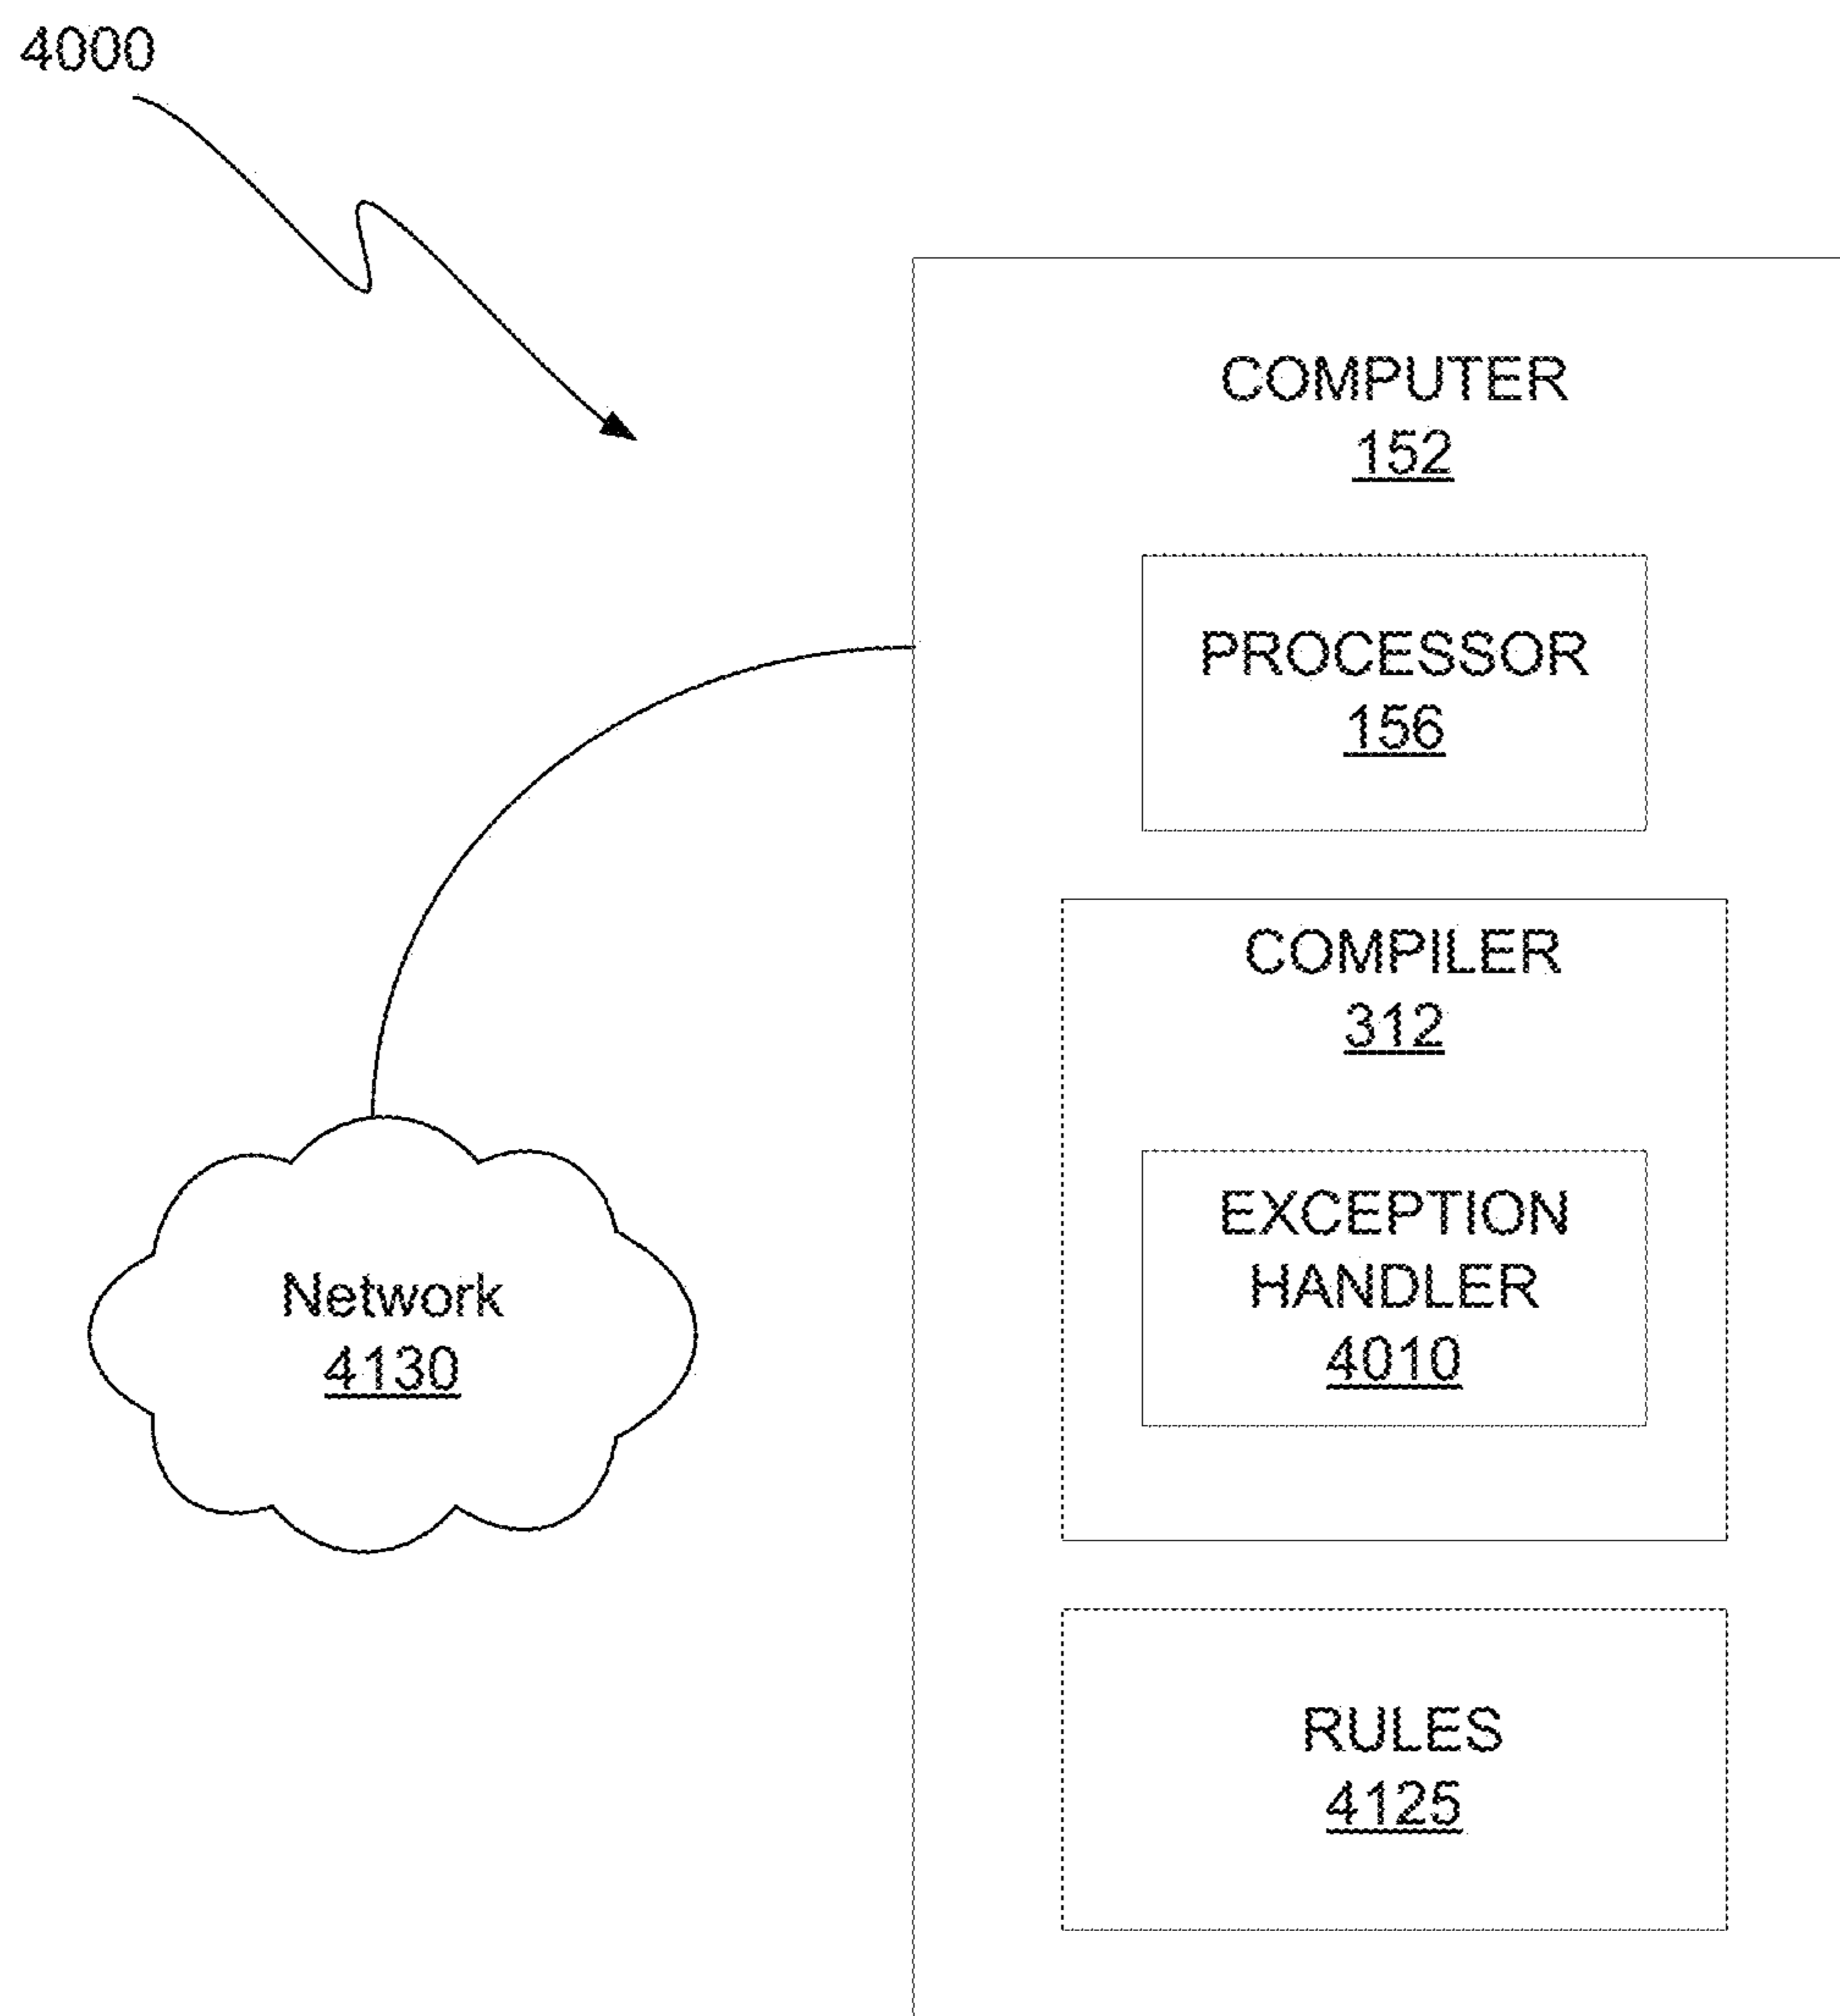 4000
COMPUTER
152
PROCESSOR
156
COMPILER
312
EXCEPTION
HANDLER
4010
Network
4130
RULES
4125